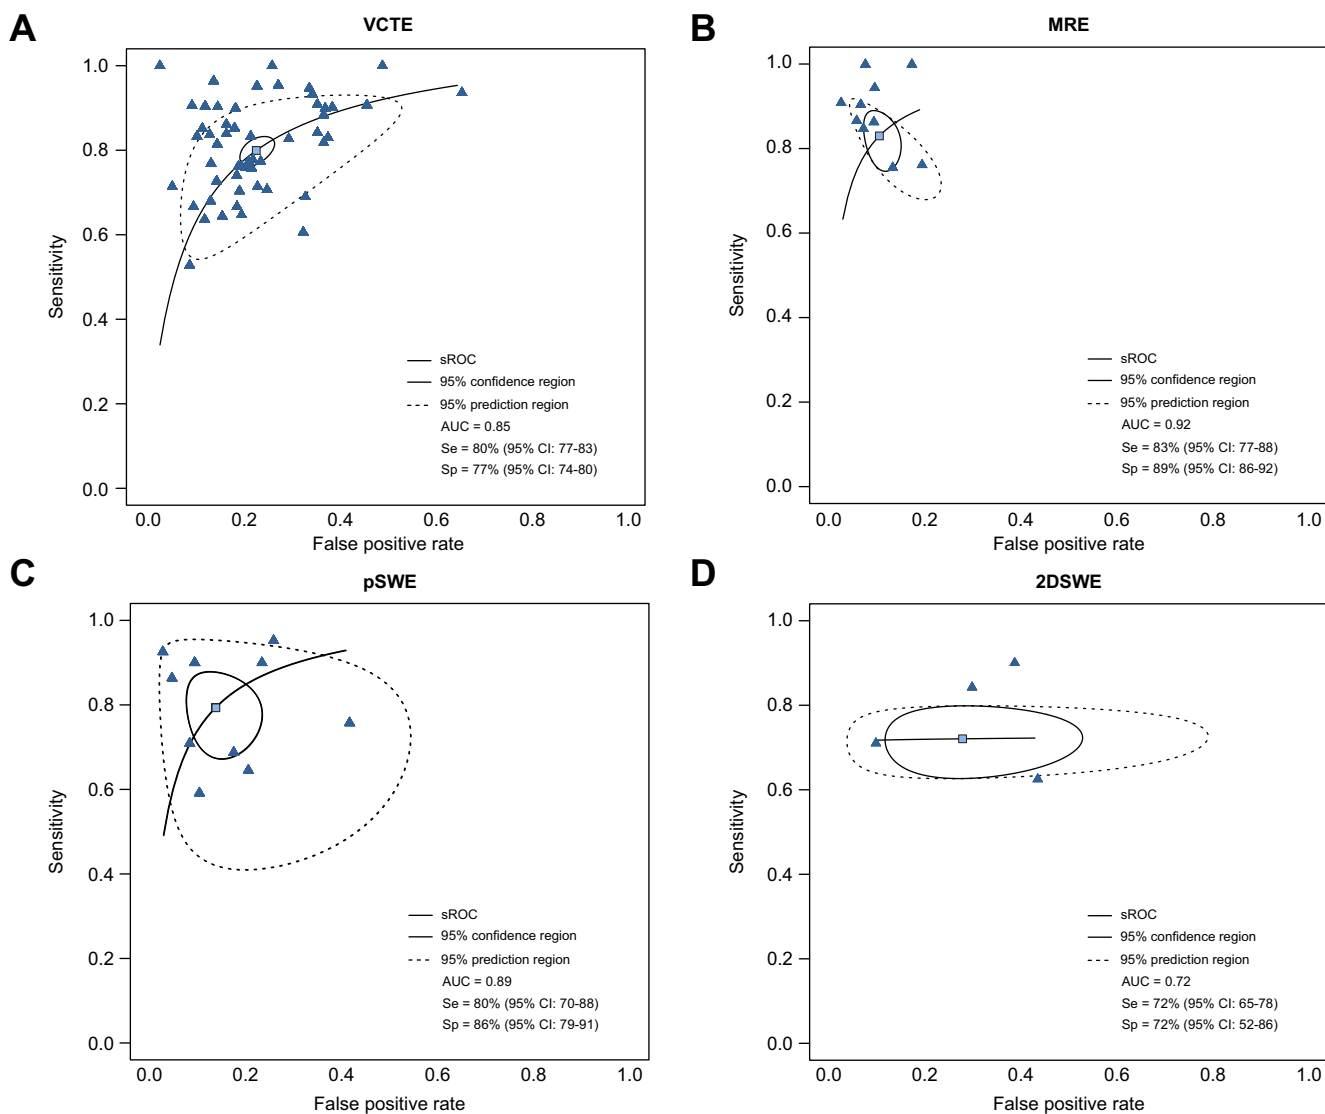 A
VCTE
1.0
0.8
0.6
0.4
0.2
0.0
Sensitivity
sROC
95% confidence region
95% prediction region
AUC = 0.85
Se = 80% (95% CI: 77-83)
Sp = 77% (95% CI: 74-80)
0.0 0.2 0.4 0.6 0.8 1.0
False positive rate
B
MRE
1.0
0.8
0.6
0.4
0.2
0.0
Sensitivity
sROC
95% confidence region
95% prediction region
AUC = 0.92
Se = 83% (95% CI: 77-88)
Sp = 89% (95% CI: 86-92)
0.0 0.2 0.4 0.6 0.8 1.0
False positive rate
C
pSWE
1.0
0.8
0.6
0.4
0.2
0.0
Sensitivity
sROC
95% confidence region
95% prediction region
AUC = 0.89
Se = 80% (95% CI: 70-88)
Sp = 86% (95% CI: 79-91)
0.0 0.2 0.4 0.6 0.8 1.0
False positive rate
D
2DSWE
1.0
0.8
0.6
0.4
0.2
0.0
Sensitivity
sROC
95% confidence region
95% prediction region
AUC = 0.72
Se = 72% (95% CI: 65-78)
Sp = 72% (95% CI: 52-86)
0.0 0.2 0.4 0.6 0.8 1.0
False positive rate